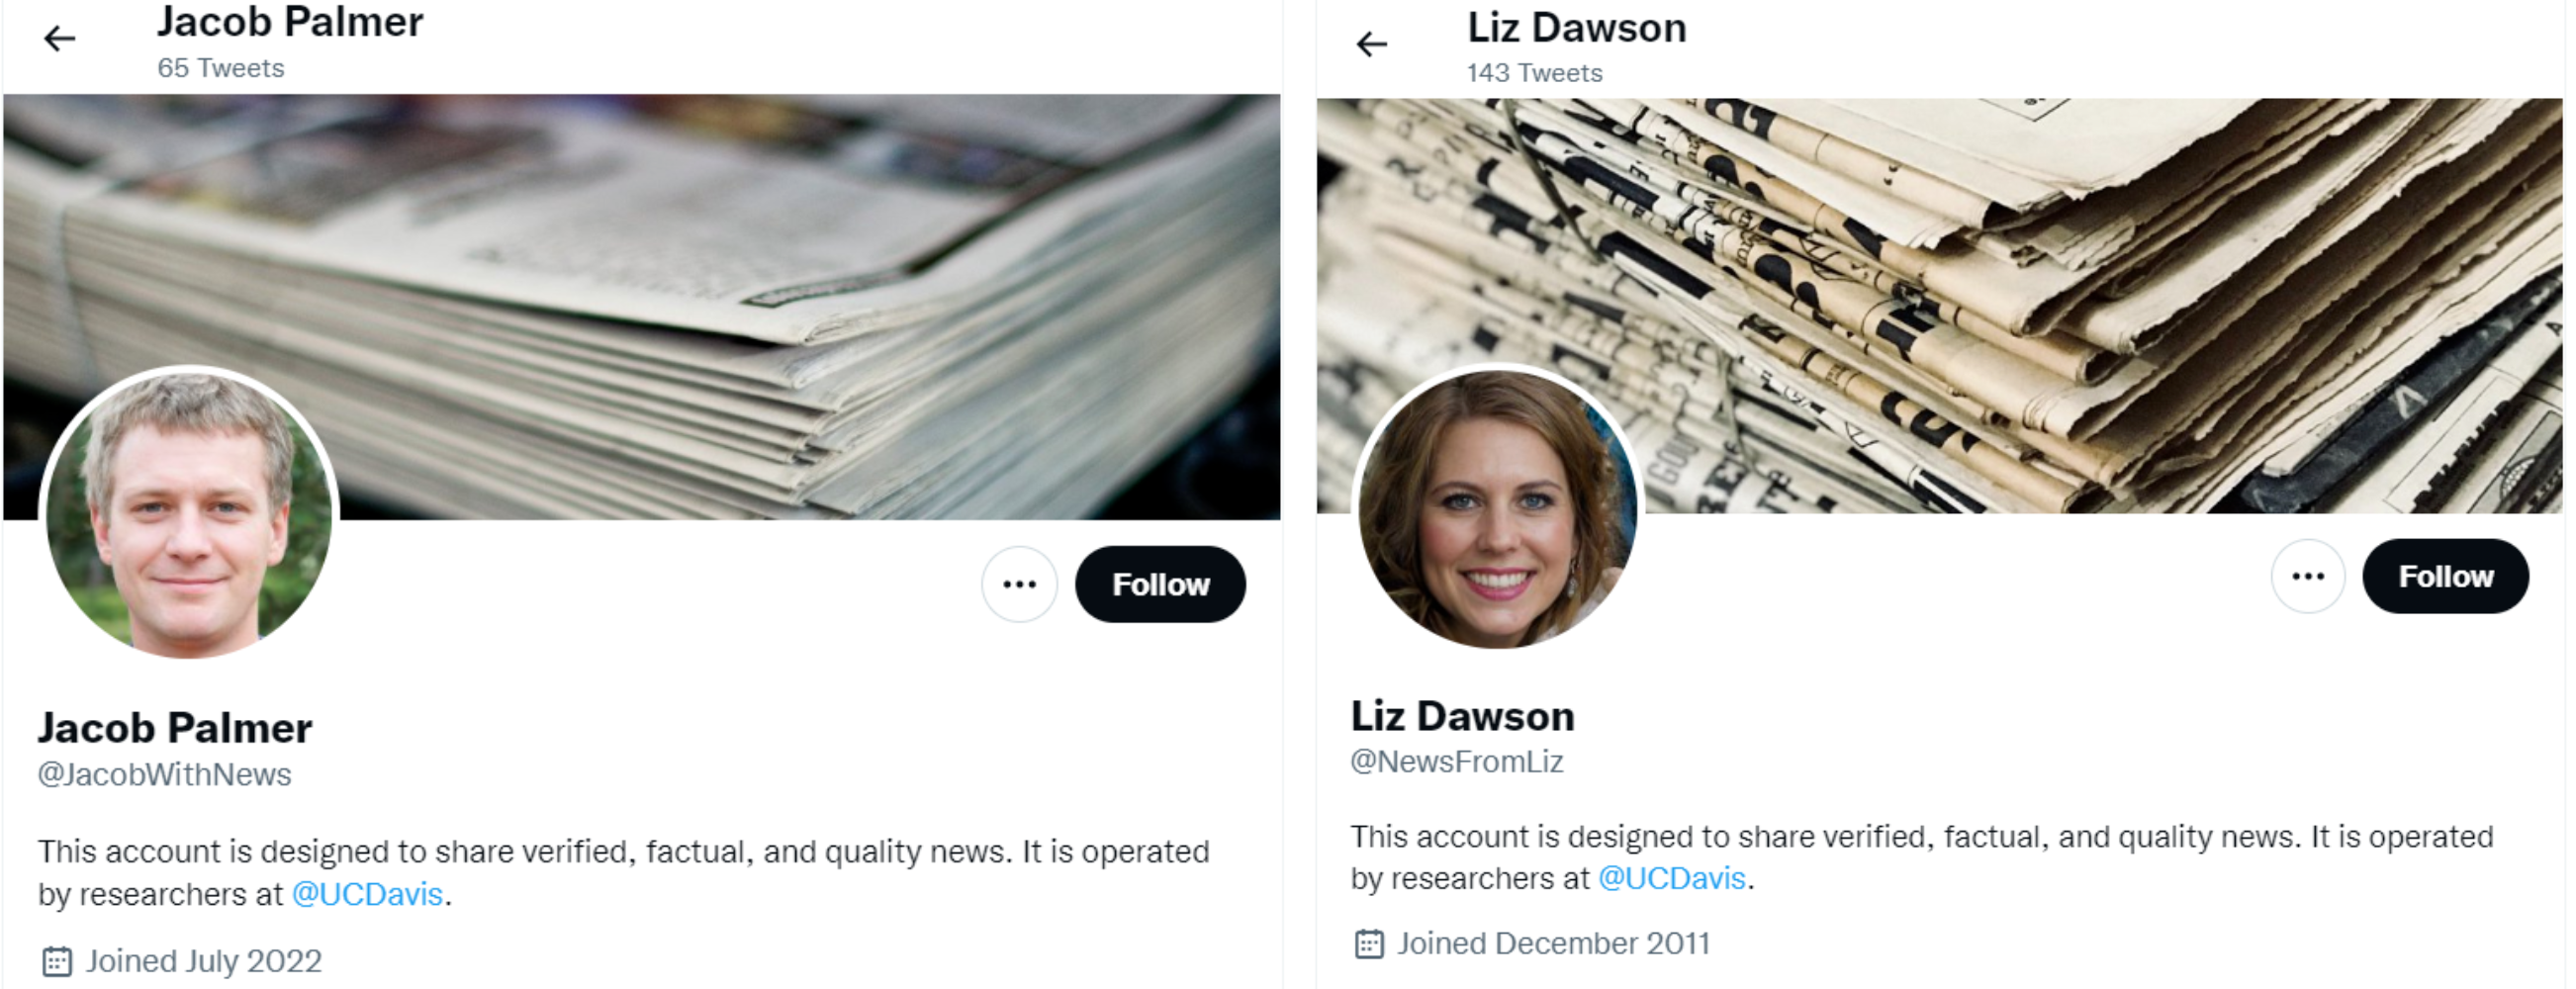 Jacob Palmer
65 Tweets
Follow
Jacob Palmer
@JacobWithNews
This account is designed to share verified, factual, and quality news. It is operated
by researchers at @UCDavis.
Joined July 2022
Liz Dawson
143 Tweets
Follow
Liz Dawson
@NewsFromLiz
This account is designed to share verified, factual, and quality news. It is operated
by researchers at @UCDavis.
Joined December 2011